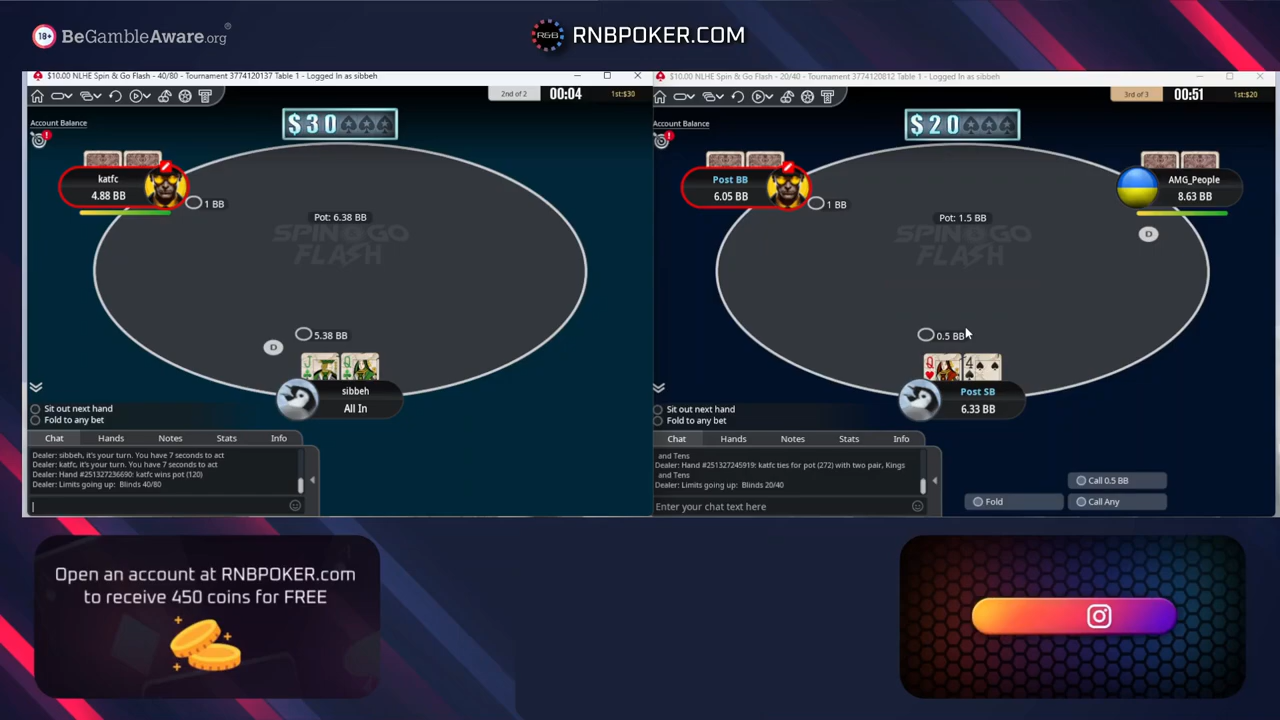 18+ BeGambleAware.org®
R&B RNBPOKER.COM
$10.00 NLHE Spin & Go Flash - 40/80 - Tournament 3774120137 Table 1 - Logged In as sibbeh
2nd of 2
00:04
1st:$30
Account Balance
$30
katfc
4.88 BB
1 BB
Pot: 6.38 BB
SPIN & GO
FLASH
D
5.38 BB
J Q
sibbeh
All In
Sit out next hand
Fold to any bet
Chat Hands Notes Stats Info
Dealer: sibbeh, it's your turn. You have 7 seconds to act
Dealer: katfc, it's your turn. You have 7 seconds to act
Dealer: Hand #251327236690: katfc wins pot (120)
Dealer: Limits going up: Blinds 40/80
$10.00 NLHE Spin & Go Flash - 20/40 - Tournament 3774120812 Table 1 - Logged In as sibbeh
3rd of 3
00:51
1st:$20
Account Balance
$20
Post BB
6.05 BB
1 BB
AMG_People
8.63 BB
D
Pot: 1.5 BB
SPIN & GO
FLASH
0.5 BB
Q 4
Post SB
6.33 BB
Sit out next hand
Fold to any bet
Chat Hands Notes Stats Info
and Tens
Dealer: Hand #251327245919: katfc ties for pot (272) with two pair, Kings
and Tens
Dealer: Limits going up: Blinds 20/40
Enter your chat text here
Call 0.5 BB
Fold
Call Any
Open an account at RNBPOKER.com
to receive 450 coins for FREE